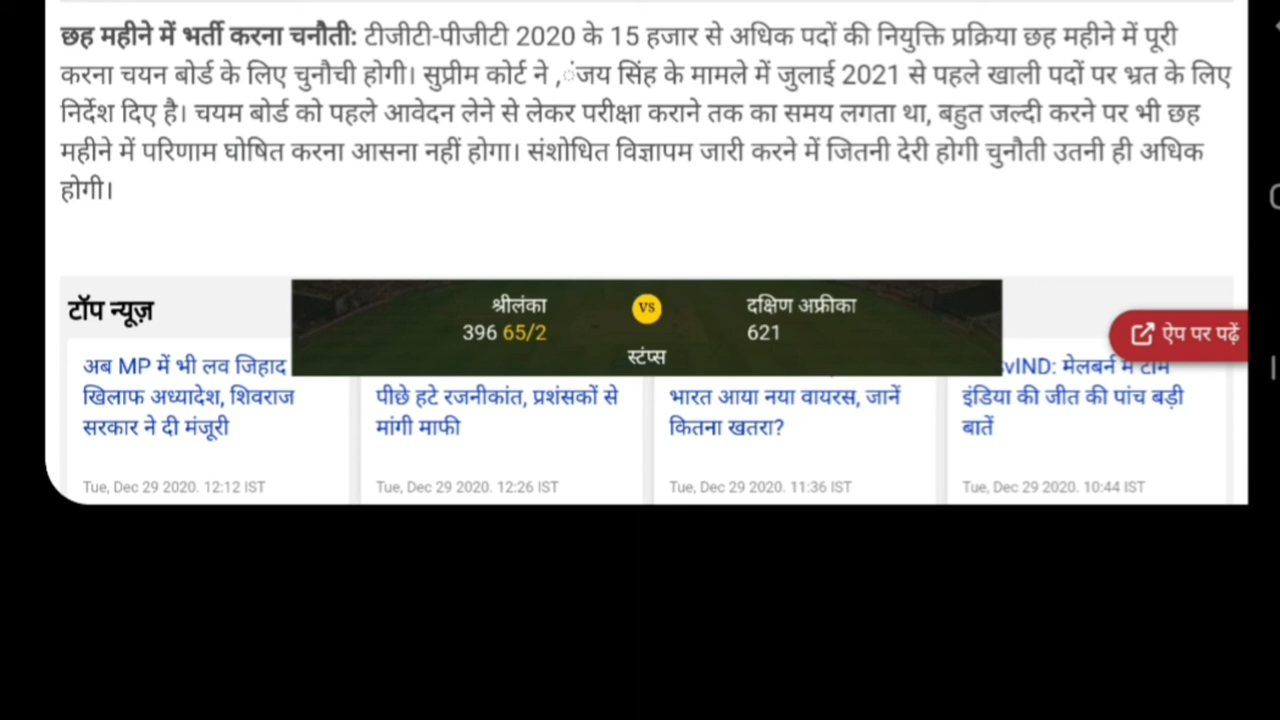 छह महीने में भर्ती करना चनौती: टीजीटी-पीजीटी 2020 के 15 हजार से अधिक पदों की नियुक्ति प्रक्रिया छह महीने में पूरी
करना चयन बोर्ड के लिए चुनौची होगी। सुप्रीम कोर्ट ने ,ंजय सिंह के मामले में जुलाई 2021 से पहले खाली पदों पर भ्रत के लिए
निर्देश दिए है। चयम बोर्ड को पहले आवेदन लेने से लेकर परीक्षा कराने तक का समय लगता था, बहुत जल्दी करने पर भी छह
महीने में परिणाम घोषित करना आसना नहीं होगा। संशोधित विज्ञापम जारी करने में जितनी देरी होगी चुनौती उतनी ही अधिक
होगी।
टॉप न्यूज़
श्रीलंका VS दक्षिण अफ्रीका
396 65/2 621
स्टंप्स
ऐप पर पढ़ें
अब MP में भी लव जिहाद
खिलाफ अध्यादेश, शिवराज
सरकार ने दी मंजूरी
Tue, Dec 29 2020. 12:12 IST
पीछे हटे रजनीकांत, प्रशंसकों से
मांगी माफी
Tue, Dec 29 2020. 12:26 IST
भारत आया नया वायरस, जानें
कितना खतरा?
Tue, Dec 29 2020. 11:36 IST
vIND: मेलबर्न में टीम
इंडिया की जीत की पांच बड़ी
बातें
Tue, Dec 29 2020. 10:44 IST